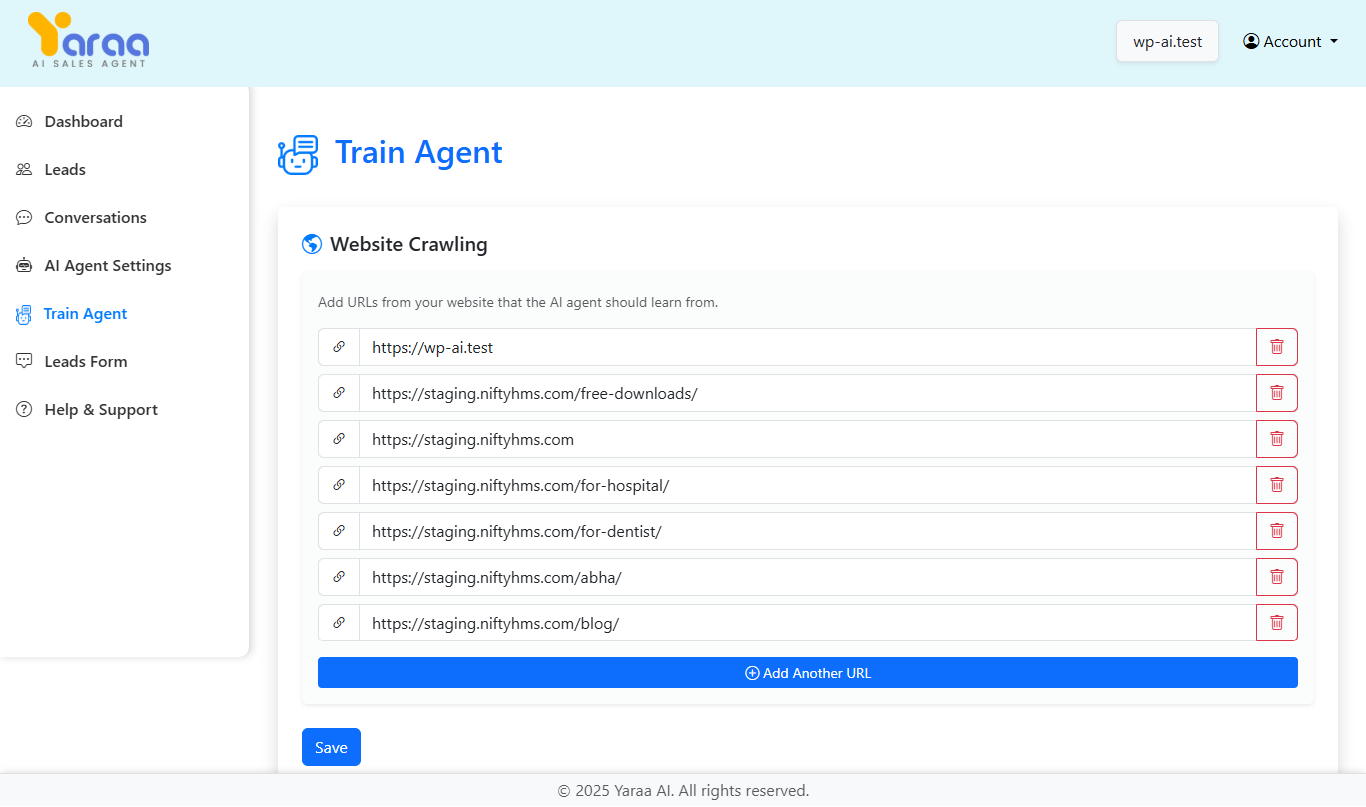 Yaraa
AI SALES AGENT
wp-ai.test
Account
Dashboard
Leads
Conversations
AI Agent Settings
Train Agent
Leads Form
Help & Support
Train Agent
Website Crawling
Add URLs from your website that the AI agent should learn from.
https://wp-ai.test
https://staging.niftyhms.com/free-downloads/
https://staging.niftyhms.com
https://staging.niftyhms.com/for-hospital/
https://staging.niftyhms.com/for-dentist/
https://staging.niftyhms.com/abha/
https://staging.niftyhms.com/blog/
Add Another URL
Save
© 2025 Yaraa AI. All rights reserved.